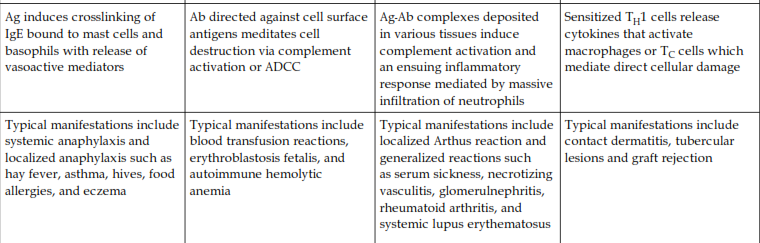 Ag induces crosslinking of
IgE bound to mast cells and
basophils with release of
vasoactive mediators
Ab directed against cell surface
antigens meditates cell
destruction via complement
activation or ADCC
Ag-Ab complexes deposited
in various tissues induce
complement activation and
an ensuing inflammatory
response mediated by massive
infiltration of neutrophils
Sensitized TH1 cells release
cytokines that activate
macrophages or TC cells which
mediate direct cellular damage
Typical manifestations include
systemic anaphylaxis and
localized anaphylaxis such as
hay fever, asthma, hives, food
allergies, and eczema
Typical manifestations include
blood transfusion reactions,
erythroblastosis fetalis, and
autoimmune hemolytic
anemia
Typical manifestations include
localized Arthus reaction and
generalized reactions such
as serum sickness, necrotizing
vasculitis, glomerulnephritis,
rheumatoid arthritis, and
systemic lupus erythematosus
Typical manifestations include
contact dermatitis, tubercular
lesions and graft rejection